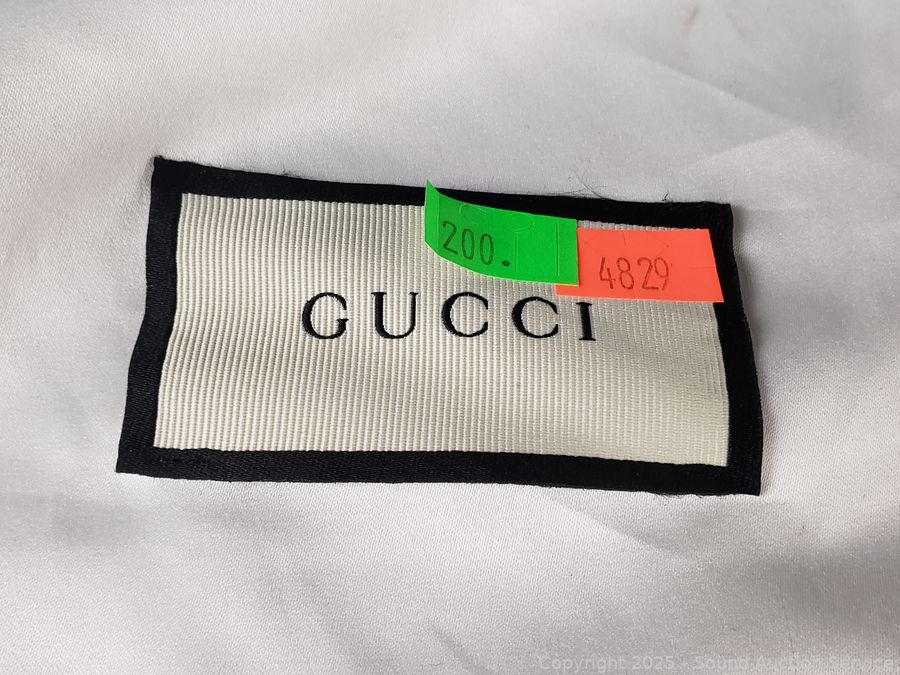 200.
4829
GUCCI
Copyright 2025 - Sound Auction Service